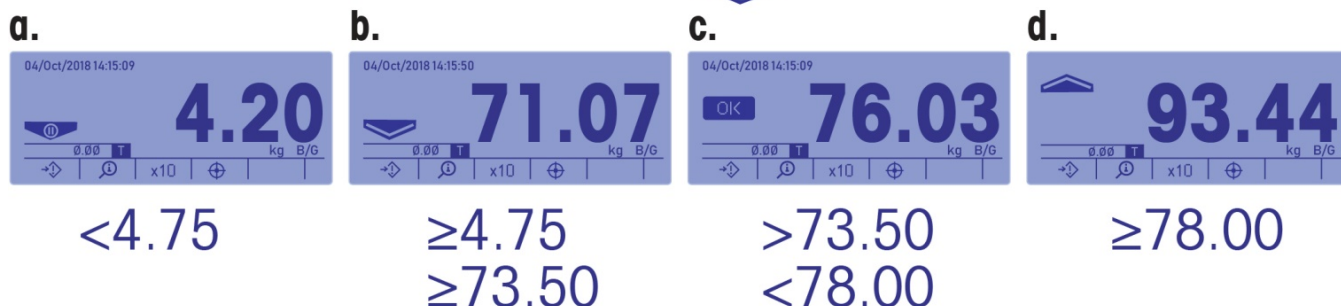 a.
04/Oct/2018 14:15:09
4.20
0.00 T kg B/G
x10
<4.75
b.
04/Oct/2018 14:15:50
71.07
0.00 T kg B/G
x10
≥4.75
≥73.50
c.
04/Oct/2018 14:15:09
OK 76.03
0.00 T kg B/G
x10
>73.50
<78.00
d.
93.44
0.00 T kg B/G
x10
≥78.00